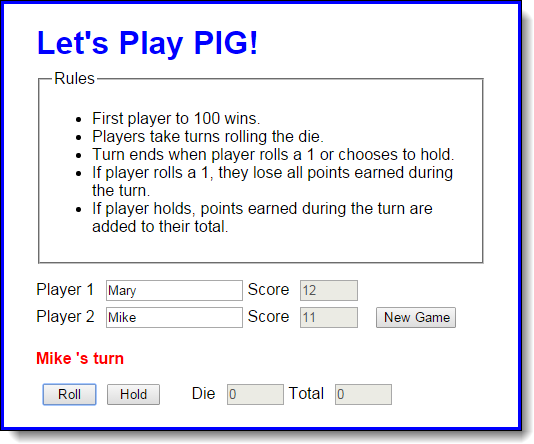 Let's Play PIG!
Rules
First player to 100 wins.
Players take turns rolling the die.
Turn ends when player rolls a 1 or chooses to hold.
If player rolls a 1, they lose all points earned during
the turn.
If player holds, points earned during the turn are
added to their total.
Player 1 Mary Score 12
Player 2 Mike Score 11 New Game
Mike 's turn
Roll Hold Die 0 Total 0